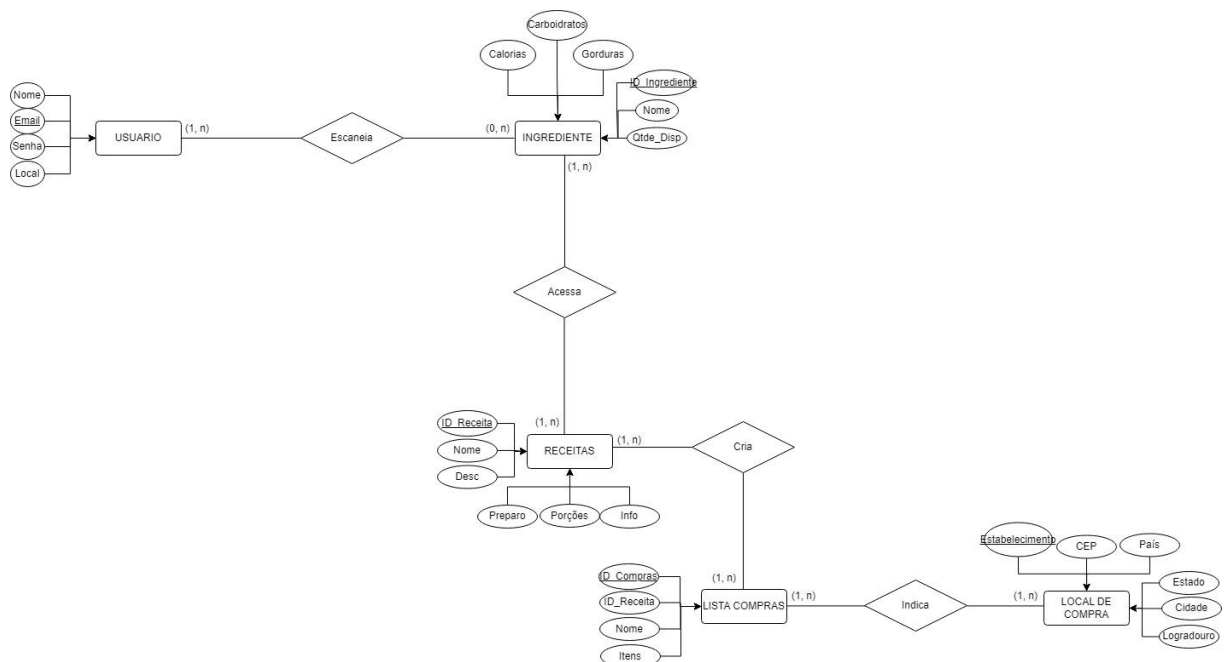 Carboidratos
Calorias
Gorduras
ID_Ingrediente
Nome
Nome
Email
USUARIO
(1, n)
Escaneia
(0, n)
INGREDIENTE
Qtde_Disp
Senha
Local
(1, n)
Acessa
(1, n)
ID_Receita
Nome
RECEITAS
(1, n)
Cria
Desc
Preparo
Porções
Info
Estabelecimento
CEP
País
(1, n)
ID_Compras
ID_Receita
LISTA COMPRAS
(1, n)
Indica
(1, n)
LOCAL DE
COMPRA
Estado
Cidade
Logradouro
Nome
Itens